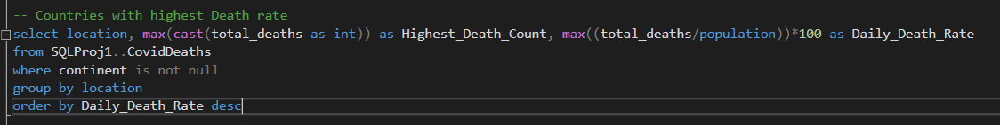 -- Countries with highest Death rate
select location, max(cast(total_deaths as int)) as Highest_Death_Count, max((total_deaths/population))*100 as Daily_Death_Rate
from SQLProj1..CovidDeaths
where continent is not null
group by location
order by Daily_Death_Rate desc